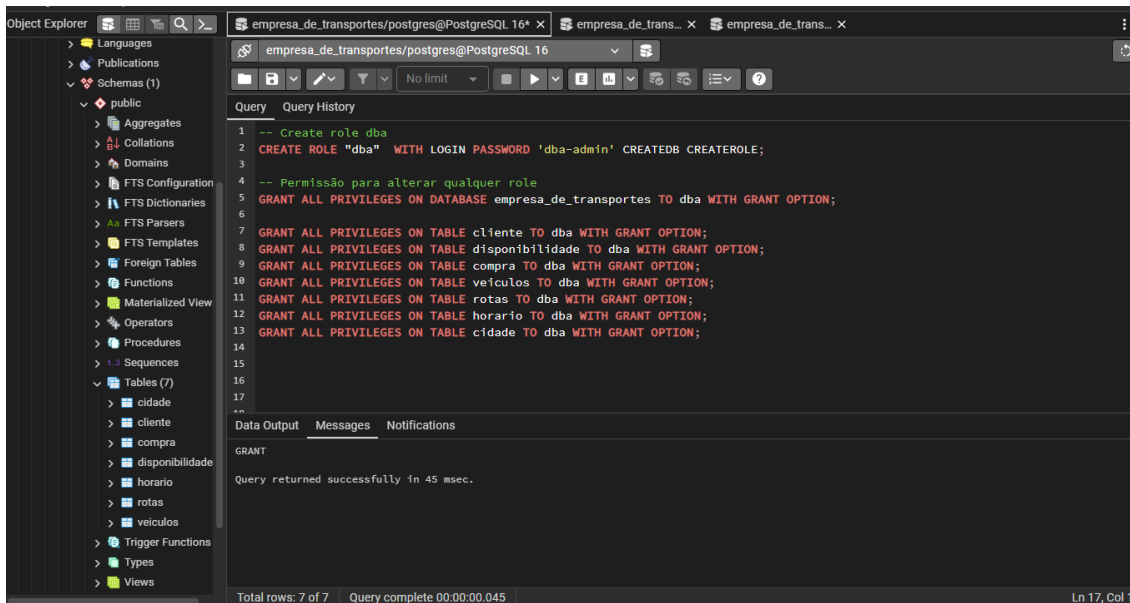 Object Explorer
Languages
Publications
Schemas (1)
public
Aggregates
Collations
Domains
FTS Configuration
FTS Dictionaries
FTS Parsers
FTS Templates
Foreign Tables
Functions
Materialized View
Operators
Procedures
1..3 Sequences
Tables (7)
cidade
cliente
compra
disponibilidade
horario
rotas
veiculos
Trigger Functions
Types
Views
empresa_de_transportes/postgres@PostgreSQL 16*
empresa_de_trans...
empresa_de_trans...
empresa_de_transportes/postgres@PostgreSQL 16
No limit
E
Query Query History
1 -- Create role dba
2 CREATE ROLE "dba"  WITH LOGIN PASSWORD 'dba-admin' CREATEDB CREATEROLE;
3
4 -- Permissão para alterar qualquer role
5 GRANT ALL PRIVILEGES ON DATABASE empresa_de_transportes TO dba WITH GRANT OPTION;
6
7 GRANT ALL PRIVILEGES ON TABLE cliente TO dba WITH GRANT OPTION;
8 GRANT ALL PRIVILEGES ON TABLE disponibilidade TO dba WITH GRANT OPTION;
9 GRANT ALL PRIVILEGES ON TABLE compra TO dba WITH GRANT OPTION;
10 GRANT ALL PRIVILEGES ON TABLE veiculos TO dba WITH GRANT OPTION;
11 GRANT ALL PRIVILEGES ON TABLE rotas TO dba WITH GRANT OPTION;
12 GRANT ALL PRIVILEGES ON TABLE horario TO dba WITH GRANT OPTION;
13 GRANT ALL PRIVILEGES ON TABLE cidade TO dba WITH GRANT OPTION;
14
15
16
17
Data Output Messages Notifications
GRANT
Query returned successfully in 45 msec.
Total rows: 7 of 7 Query complete 00:00:00.045
Ln 17, Col